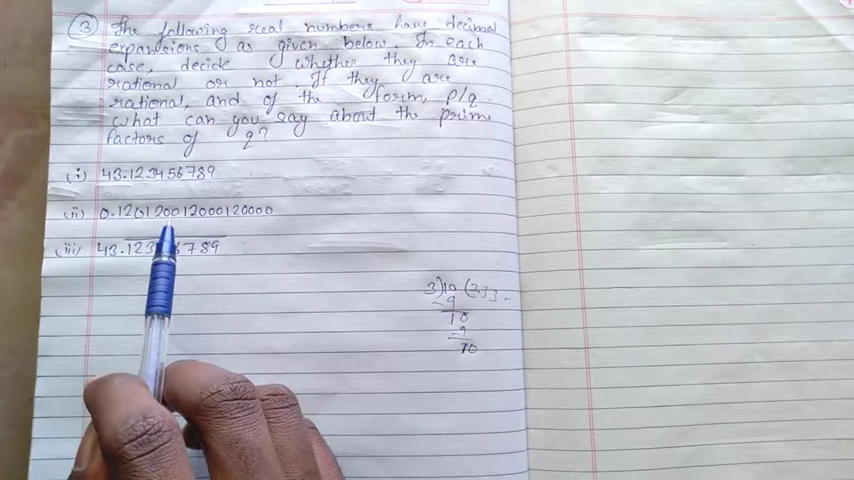 3 The following real numbers have decimal
expansions as given below. In each
case, decide whether they are
rational or not. If they are
rational, and of the form, P/q
what can you say about the prime
factors of q?
(i) 43.123456789
(ii) 0.120120012000120000
(iii) 43.123 6789
3)10(3.33-
-9
10
-9
10